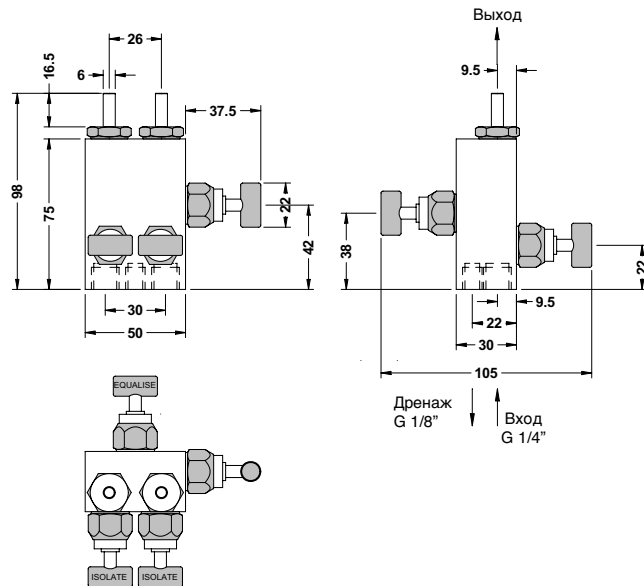 Выход
26
9.5
16.5
6
37.5
98
75
22
42
38
22
30
50
22
9.5
30
105
Дренаж
G 1/8”
Вход
G 1/4”
EQUALISE
ISOLATE
ISOLATE